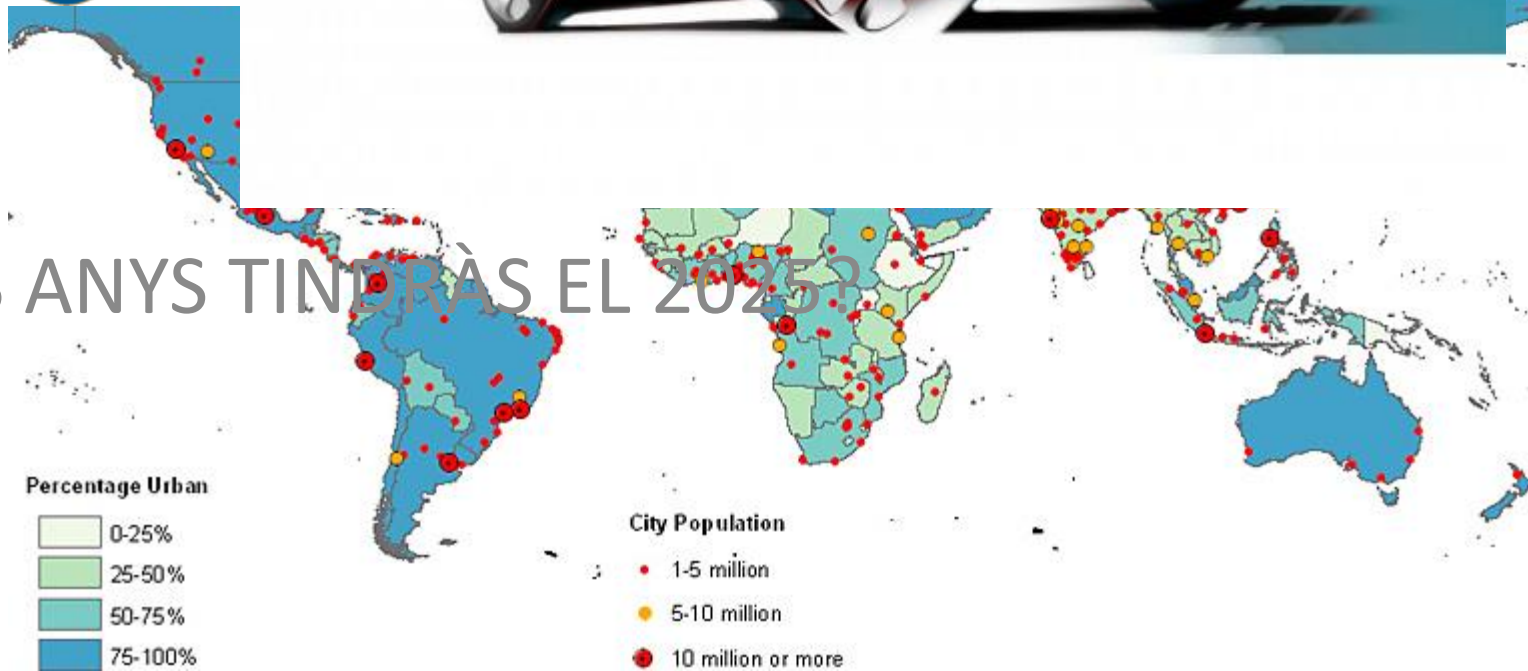 ANYS TINDRÀS EL 2025?
Percentage Urban
0-25%
25-50%
50-75%
75-100%
City Population
1-5 million
5-10 million
10 million or more